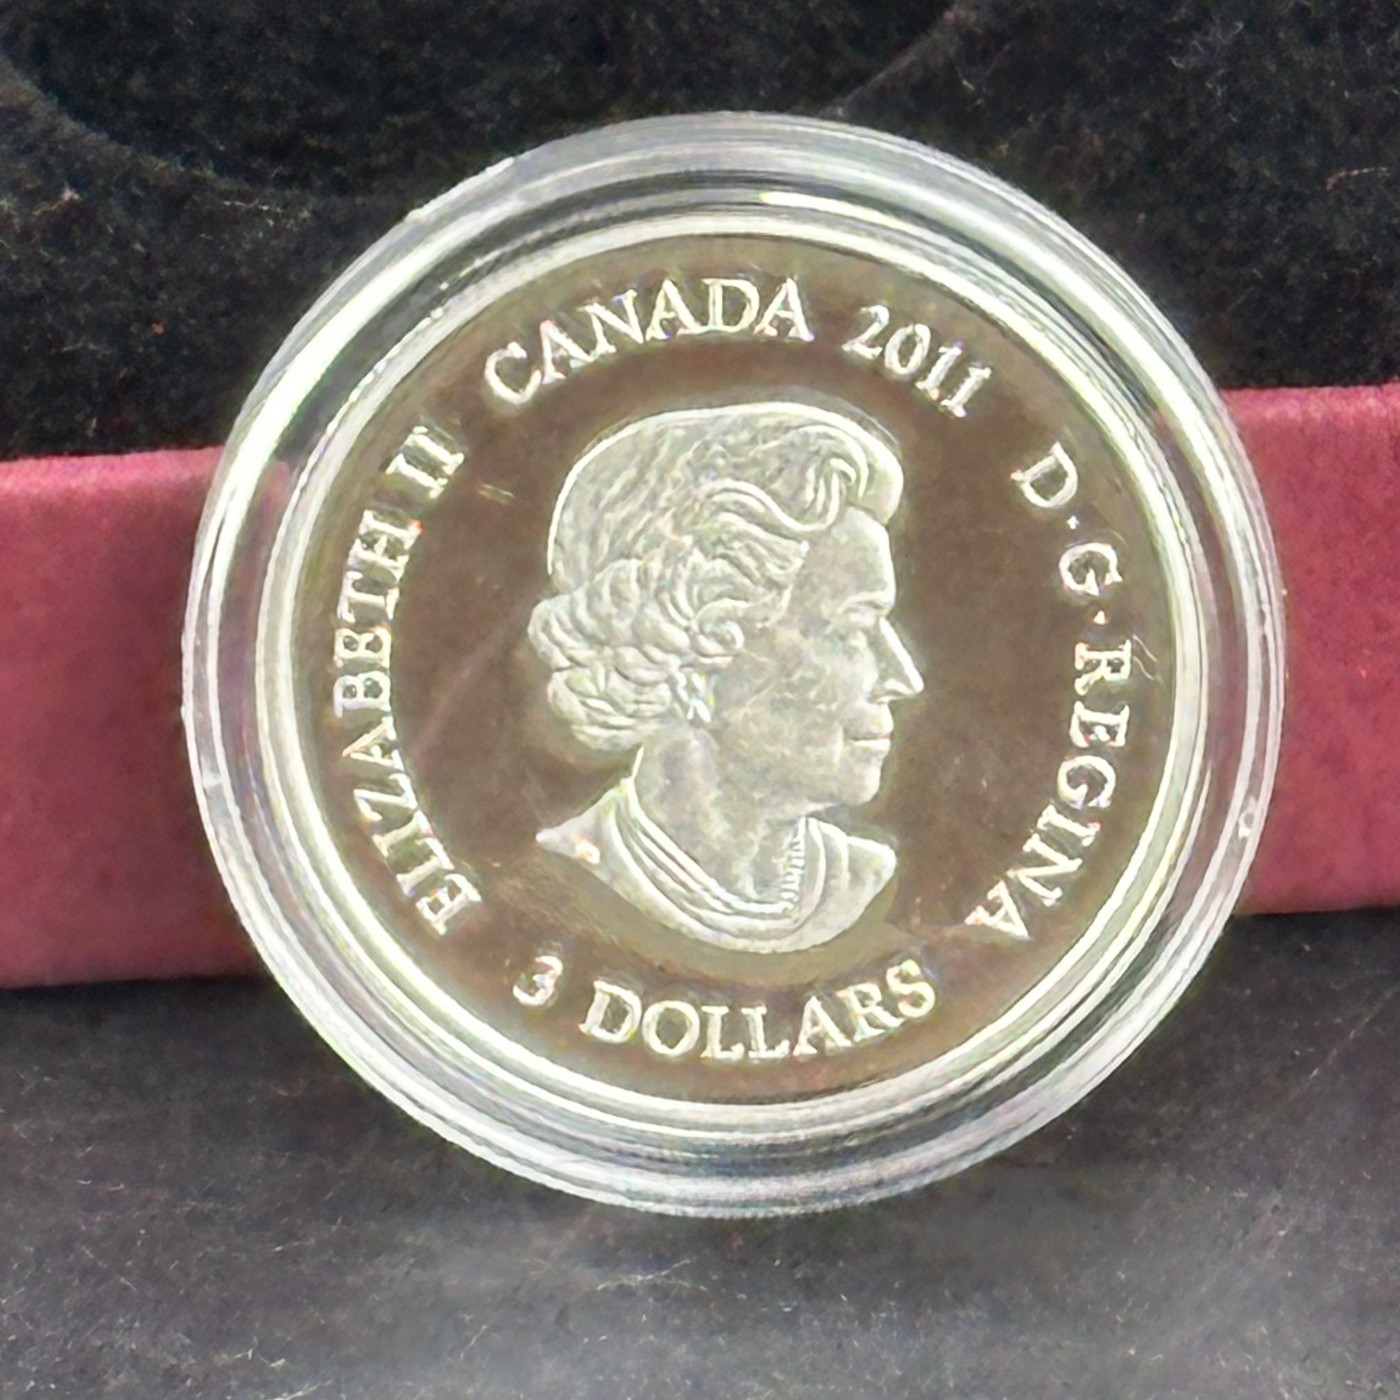 ELIZABETH II CANADA 2011 D·G·REGINA
3 DOLLARS